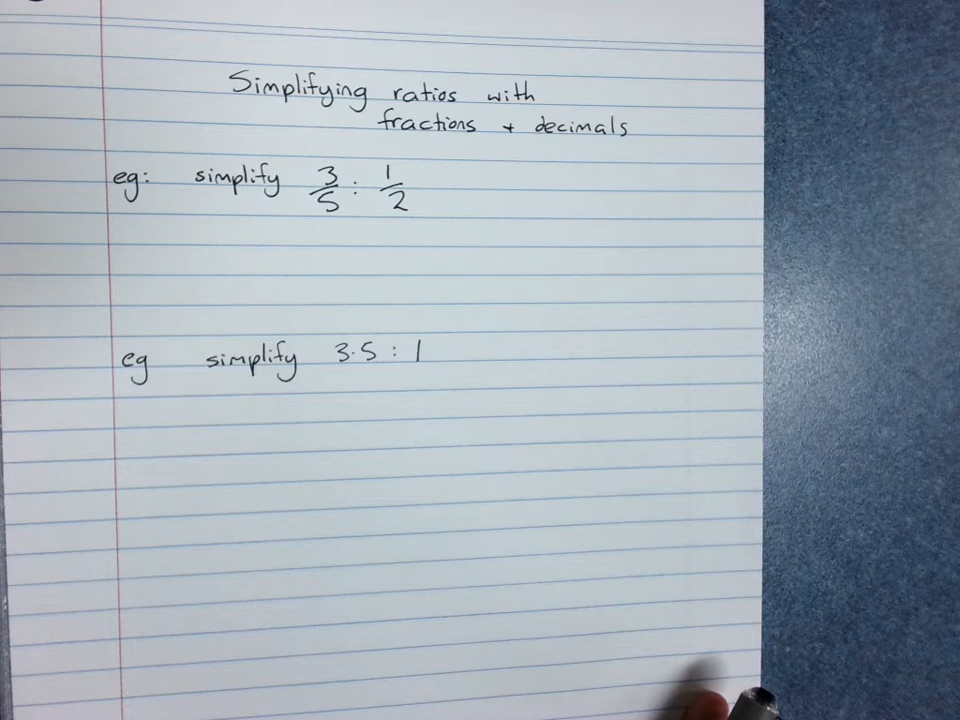 Simplifying ratios with
fractions + decimals
eg: simplify 3/5 : 1/2
eg simplify 3·5 : 1